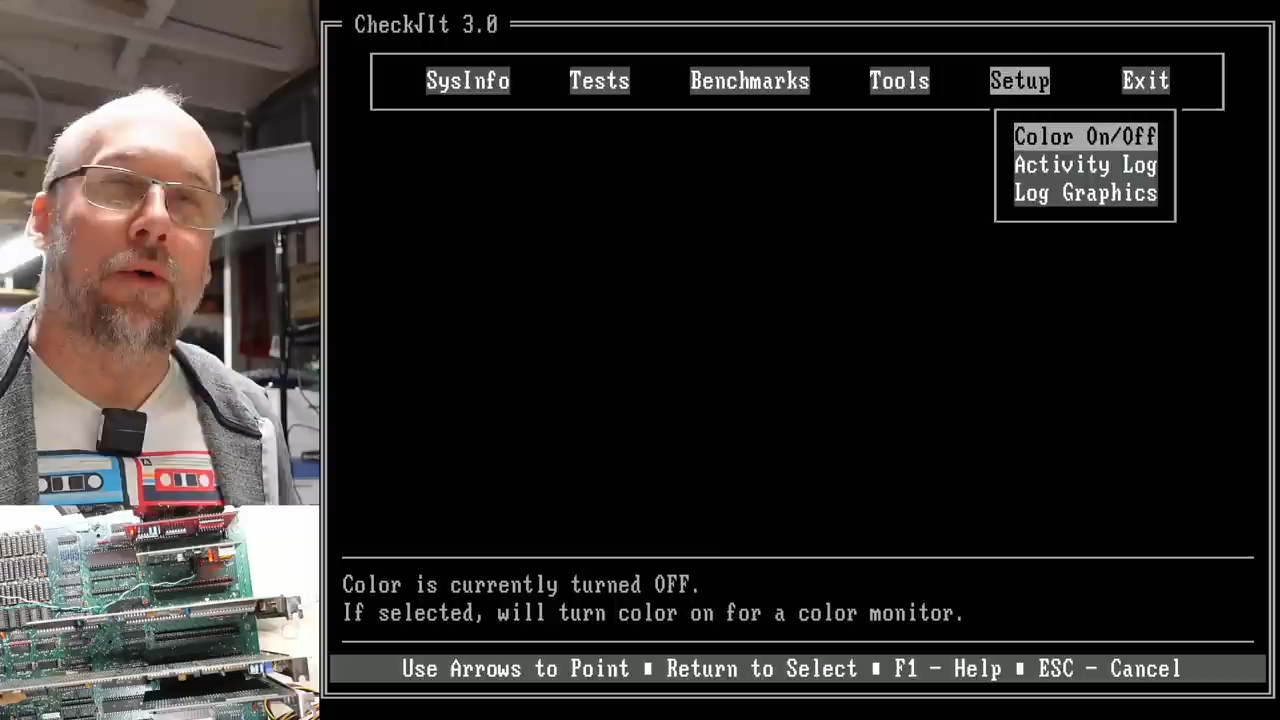 Check√It 3.0
SysInfo Tests Benchmarks Tools Setup Exit
Color On/Off
Activity Log
Log Graphics
Color is currently turned OFF.
If selected, will turn color on for a color monitor.
Use Arrows to Point ∎ Return to Select ∎ F1 - Help ∎ ESC - Cancel